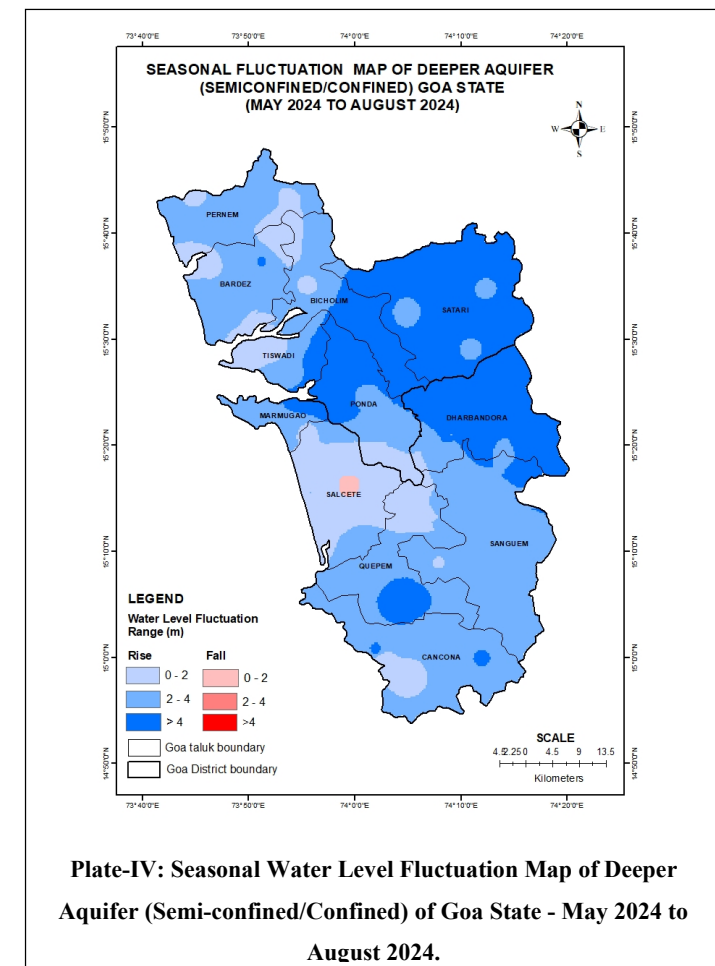 73°40'0"E 73°50'0"E 74°0'0"E 74°10'0"E 74°20'0"E
SEASONAL FLUCTUATION MAP OF DEEPER AQUIFER
(SEMICONFINED/CONFINED) GOA STATE
(MAY 2024 TO AUGUST 2024)
N
W E
S
15°50'0"N 15°50'0"N
15°40'0"N 15°40'0"N
15°30'0"N 15°30'0"N
15°20'0"N 15°20'0"N
15°10'0"N 15°10'0"N
15°0'0"N 15°0'0"N
14°50'0"N 14°50'0"N
PERNEM
BARDEZ
BICHOLIM
SATARI
TISWADI
PONDA
MARMUGAO
DHARBANDORA
SALCETE
SANGUEM
QUEPEM
CANCONA
LEGEND
Water Level Fluctuation
Range (m)
Rise Fall
0 - 2 0 - 2
2 - 4 2 - 4
> 4 >4
Goa taluk boundary
Goa District boundary
SCALE
4.52.25 0 4.5 9 13.5
Kilometers
73°40'0"E 73°50'0"E 74°0'0"E 74°10'0"E 74°20'0"E
Plate-IV: Seasonal Water Level Fluctuation Map of Deeper
Aquifer (Semi-confined/Confined) of Goa State - May 2024 to
August 2024.